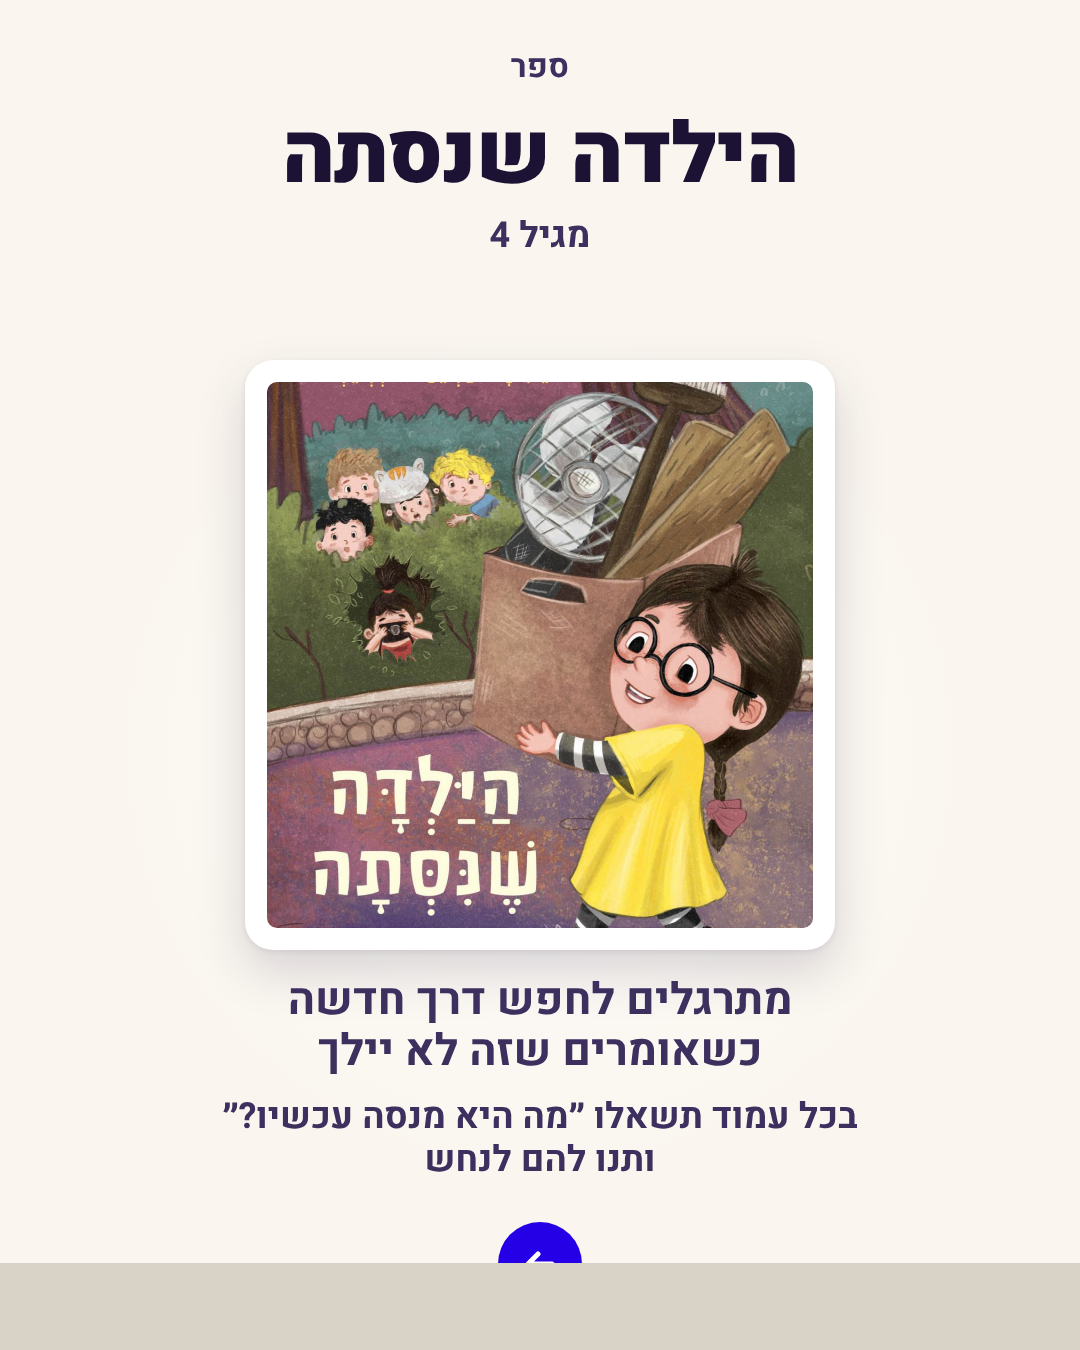 ספר
הילדה שנסתה
מגיל 4
הַיַּלְדָּה
שֶׁנִּסְּתָה
מתרגלים לחפש דרך חדשה
כשאומרים שזה לא יילך
בכל עמוד תשאלו ״מה היא מנסה עכשיו?״
ותנו להם לנחש